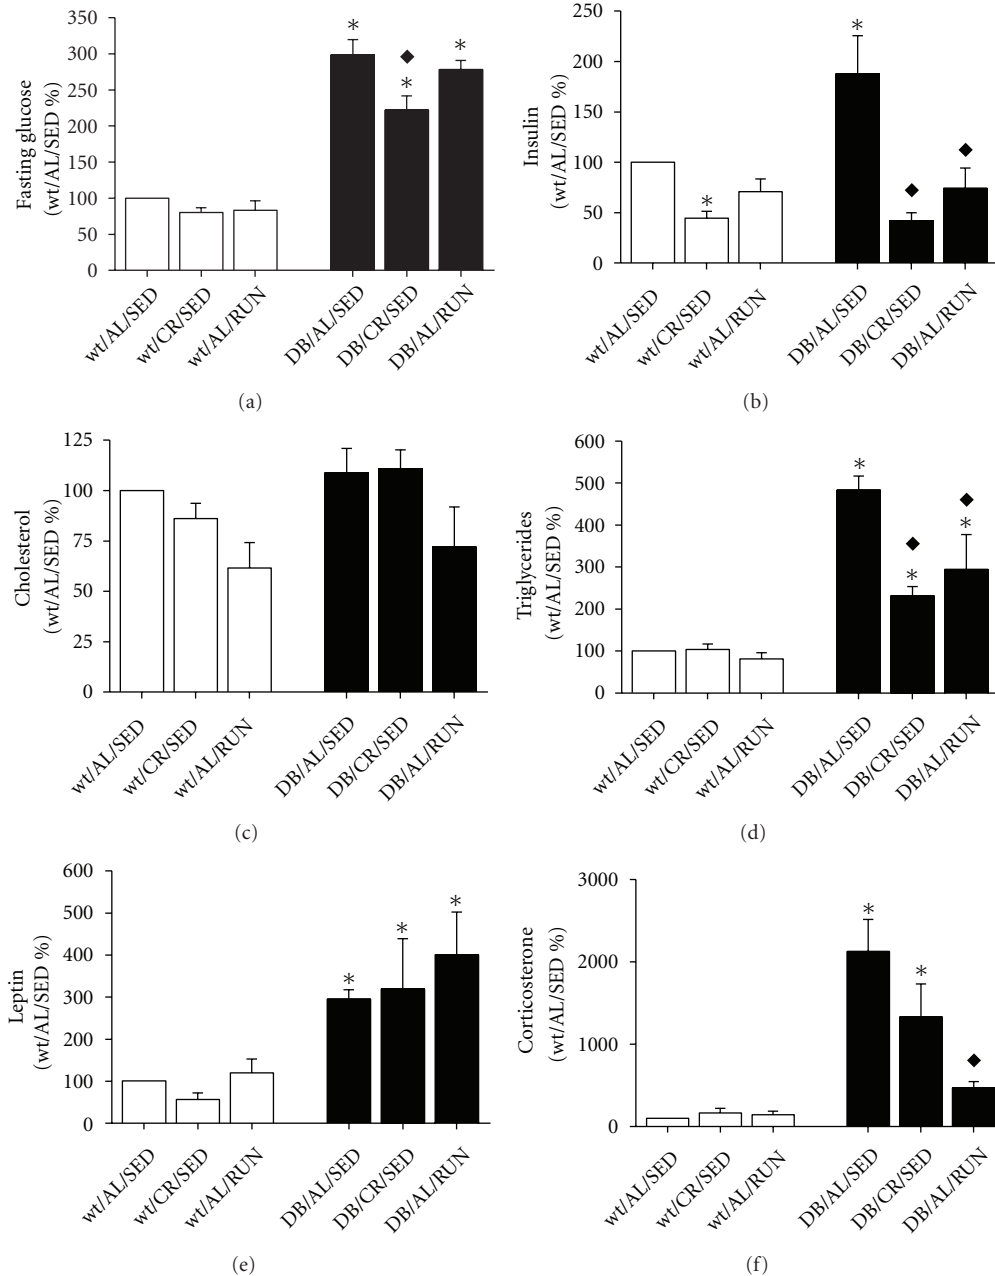 Fasting glucose
(wt/AL/SED %)
350
300
250
200
150
100
50
0
*
◆
*
*
wt/AL/SED
wt/CR/SED
wt/AL/RUN
DB/AL/SED
DB/CR/SED
DB/AL/RUN
(a)
Insulin
(wt/AL/SED %)
250
200
150
100
50
0
*
*
◆
◆
wt/AL/SED
wt/CR/SED
wt/AL/RUN
DB/AL/SED
DB/CR/SED
DB/AL/RUN
(b)
Cholesterol
(wt/AL/SED %)
125
100
75
50
25
0
wt/AL/SED
wt/CR/SED
wt/AL/RUN
DB/AL/SED
DB/CR/SED
DB/AL/RUN
(c)
Triglycerides
(wt/AL/SED %)
600
500
400
300
200
100
0
*
◆
*
◆
*
wt/AL/SED
wt/CR/SED
wt/AL/RUN
DB/AL/SED
DB/CR/SED
DB/AL/RUN
(d)
Leptin
(wt/AL/SED %)
600
500
400
300
200
100
0
*
*
*
wt/AL/SED
wt/CR/SED
wt/AL/RUN
DB/AL/SED
DB/CR/SED
DB/AL/RUN
(e)
Corticosterone
(wt/AL/SED %)
3000
2000
1000
0
*
*
◆
wt/AL/SED
wt/CR/SED
wt/AL/RUN
DB/AL/SED
DB/CR/SED
DB/AL/RUN
(f)